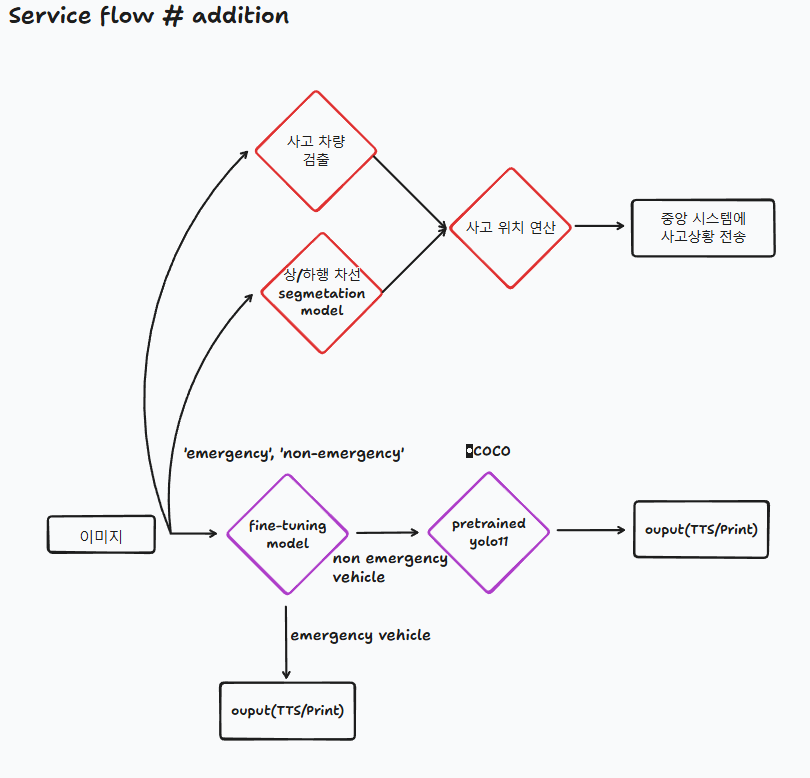 Service flow # addition
사고 차량
검출
사고 위치 연산
중앙 시스템에
사고상황 전송
상/하행 차선
segmetation
model
'emergency', 'non-emergency'
COCO
이미지
fine-tuning
model
non emergency
vehicle
pretrained
yolo11
ouput(TTS/Print)
emergency vehicle
ouput(TTS/Print)